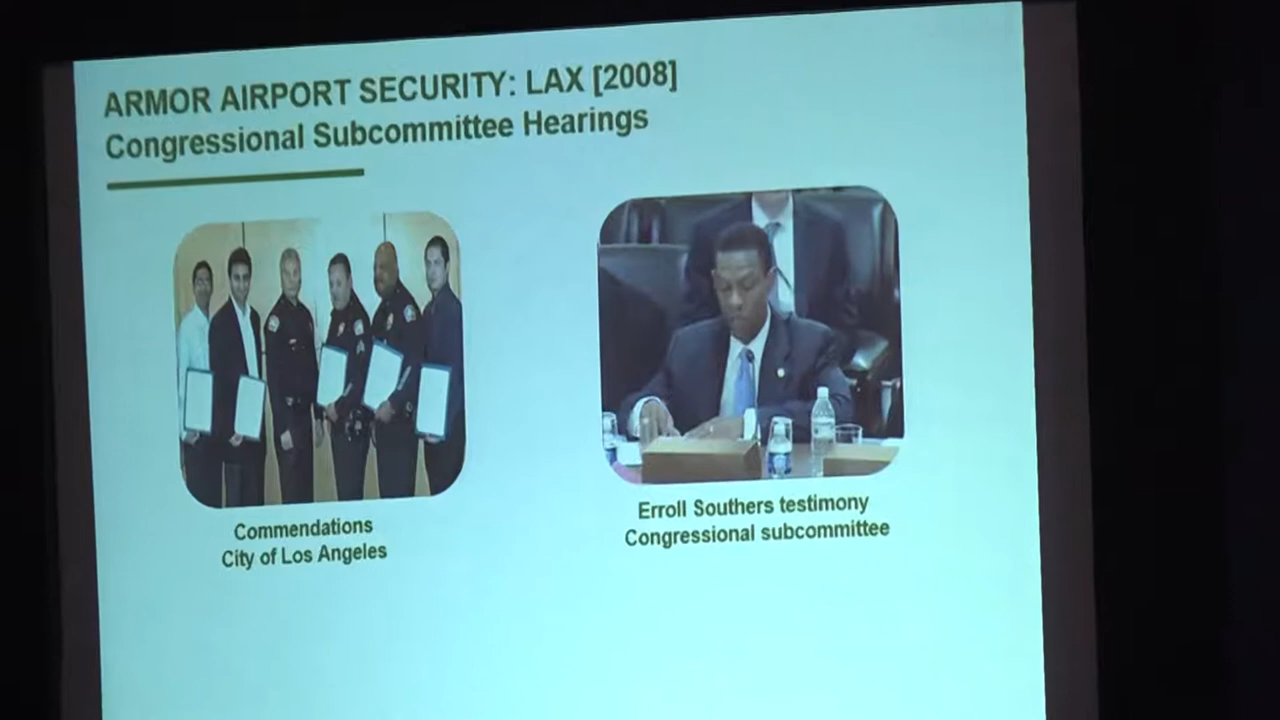 ARMOR AIRPORT SECURITY: LAX [2008]
Congressional Subcommittee Hearings
Commendations
City of Los Angeles
Erroll Southers testimony
Congressional subcommittee